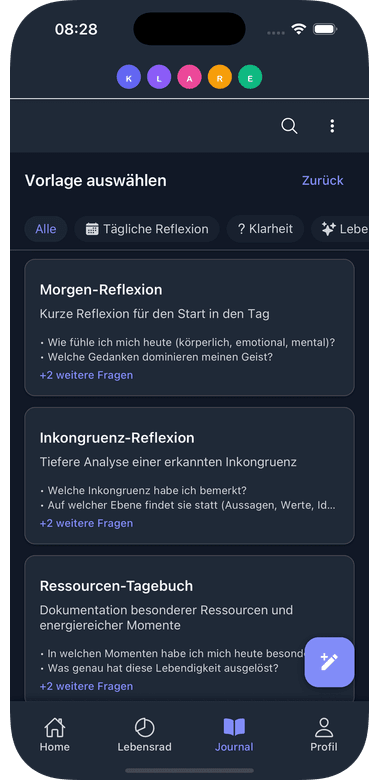 08:28
K L A R E
Vorlage auswählen
Zurück
Alle
Tägliche Reflexion
? Klarheit
Lebe
Morgen-Reflexion
Kurze Reflexion für den Start in den Tag
• Wie fühle ich mich heute (körperlich, emotional, mental)?
• Welche Gedanken dominieren meinen Geist?
+2 weitere Fragen
Inkongruenz-Reflexion
Tiefere Analyse einer erkannten Inkongruenz
• Welche Inkongruenz habe ich bemerkt?
• Auf welcher Ebene findet sie statt (Aussagen, Werte, Id...
+2 weitere Fragen
Ressourcen-Tagebuch
Dokumentation besonderer Ressourcen und
energiereicher Momente
• In welchen Momenten habe ich mich heute besond
• Was genau hat diese Lebendigkeit ausgelöst?
+2 weitere Fragen
Home
Lebensrad
Journal
Profil